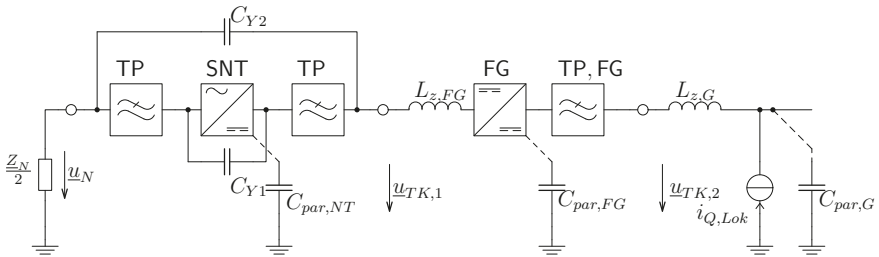 C_{Y2}
TP
SNT
TP
FG
TP, FG
L_{z,FG}
L_{z,G}
\frac{\underline{Z}_N}{2}
\underline{u}_N
C_{Y1}
C_{par,NT}
\underline{u}_{TK,1}
C_{par,FG}
\underline{u}_{TK,2}
i_{Q,Lok}
C_{par,G}